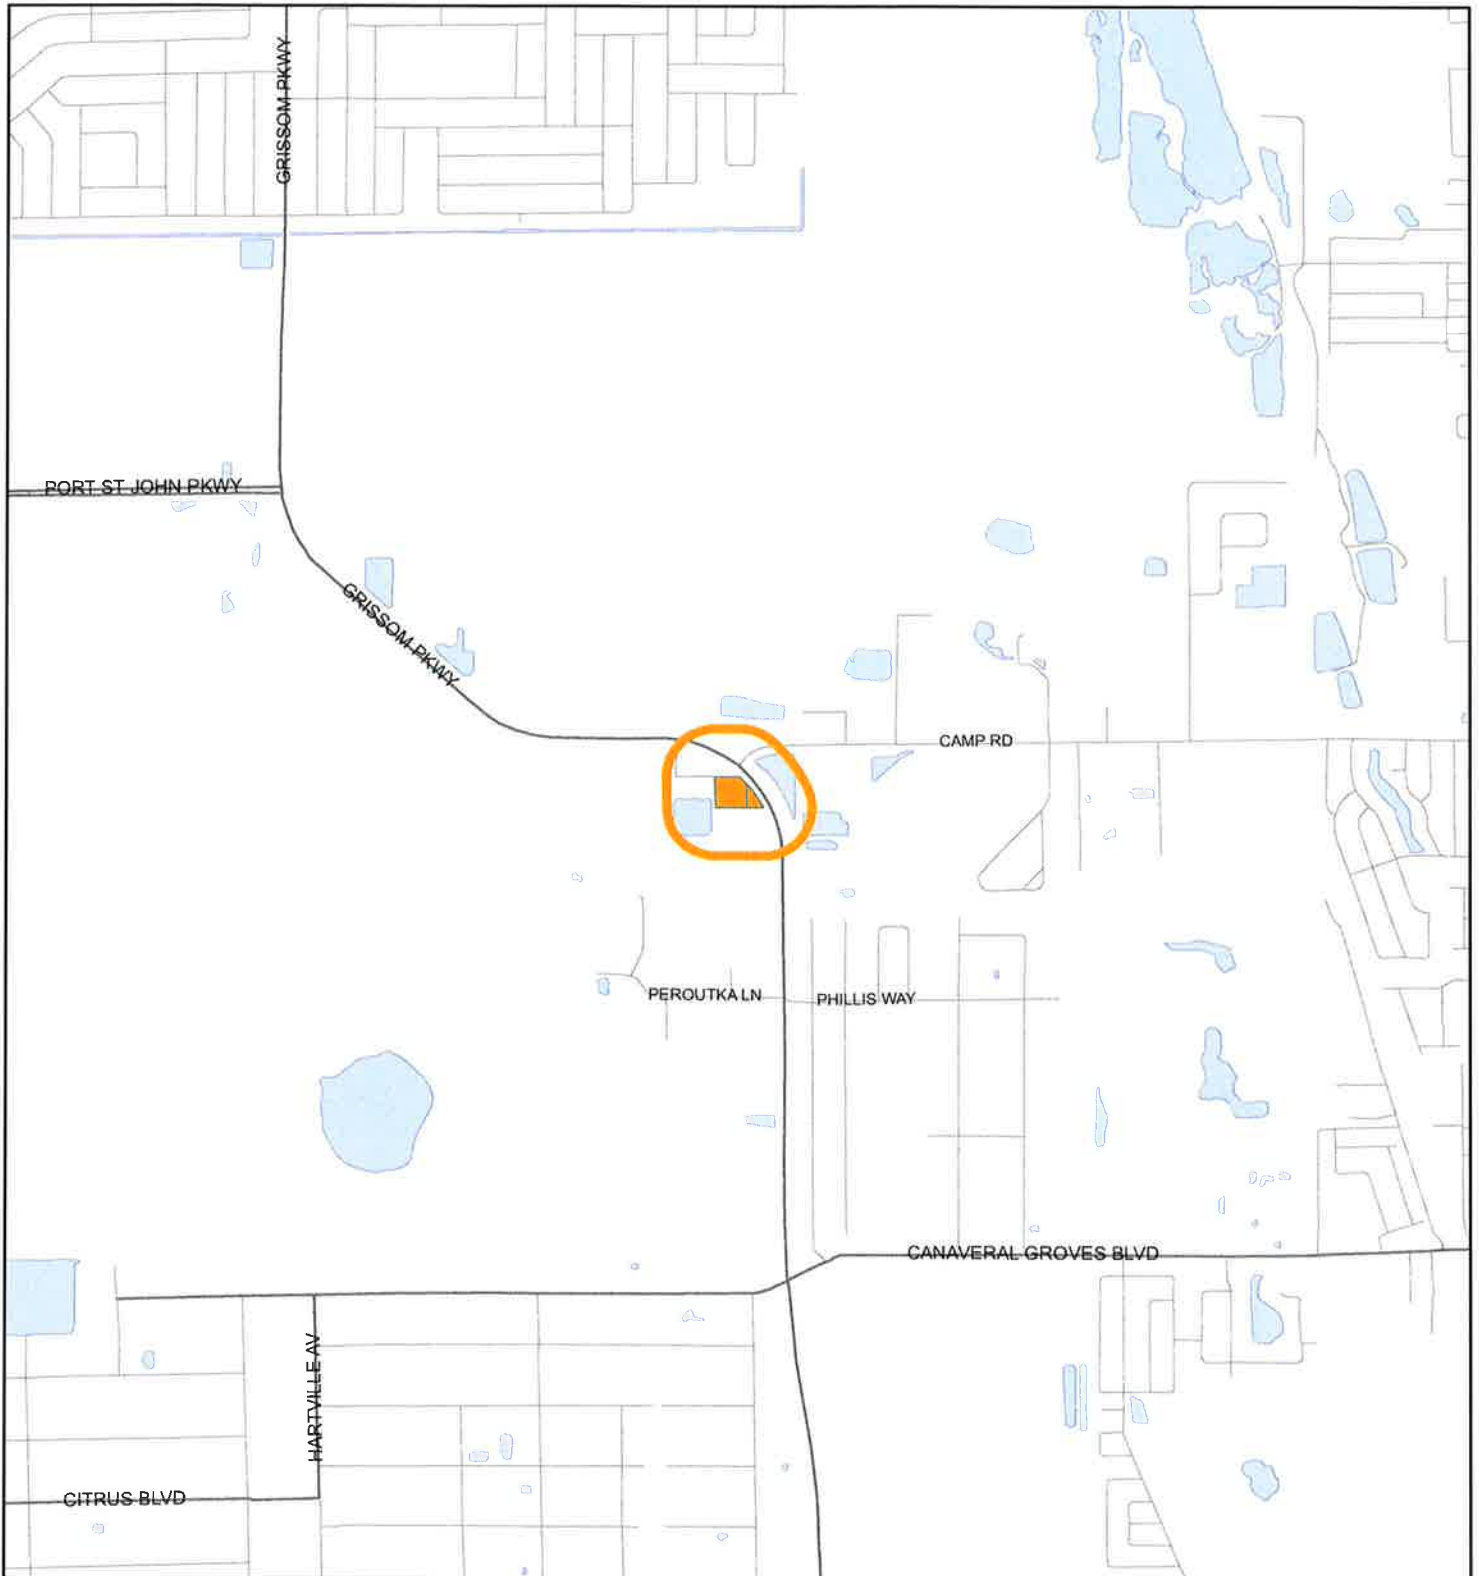 GRISSOM PKWY
PORT ST JOHN PKWY
GRISSOM PKWY
CAMP RD
PEROUTKA LN
PHILLIS WAY
CANAVERAL GROVES BLVD
HARTVILLE AV
CITRUS BLVD